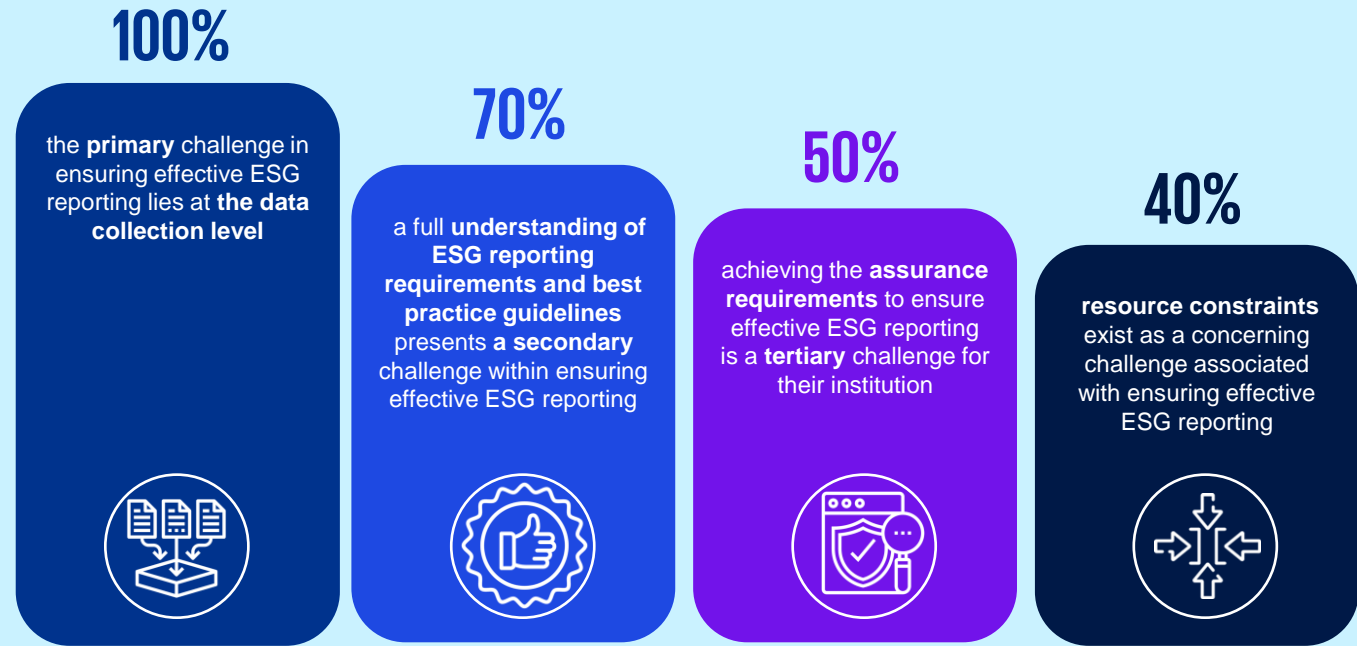 100%
the primary challenge in
ensuring effective ESG
reporting lies at the data
collection level
70%
a full understanding of
ESG reporting
requirements and best
practice guidelines
presents a secondary
challenge within ensuring
effective ESG reporting
50%
achieving the assurance
requirements to ensure
effective ESG reporting
is a tertiary challenge for
their institution
40%
resource constraints
exist as a concerning
challenge associated
with ensuring effective
ESG reporting